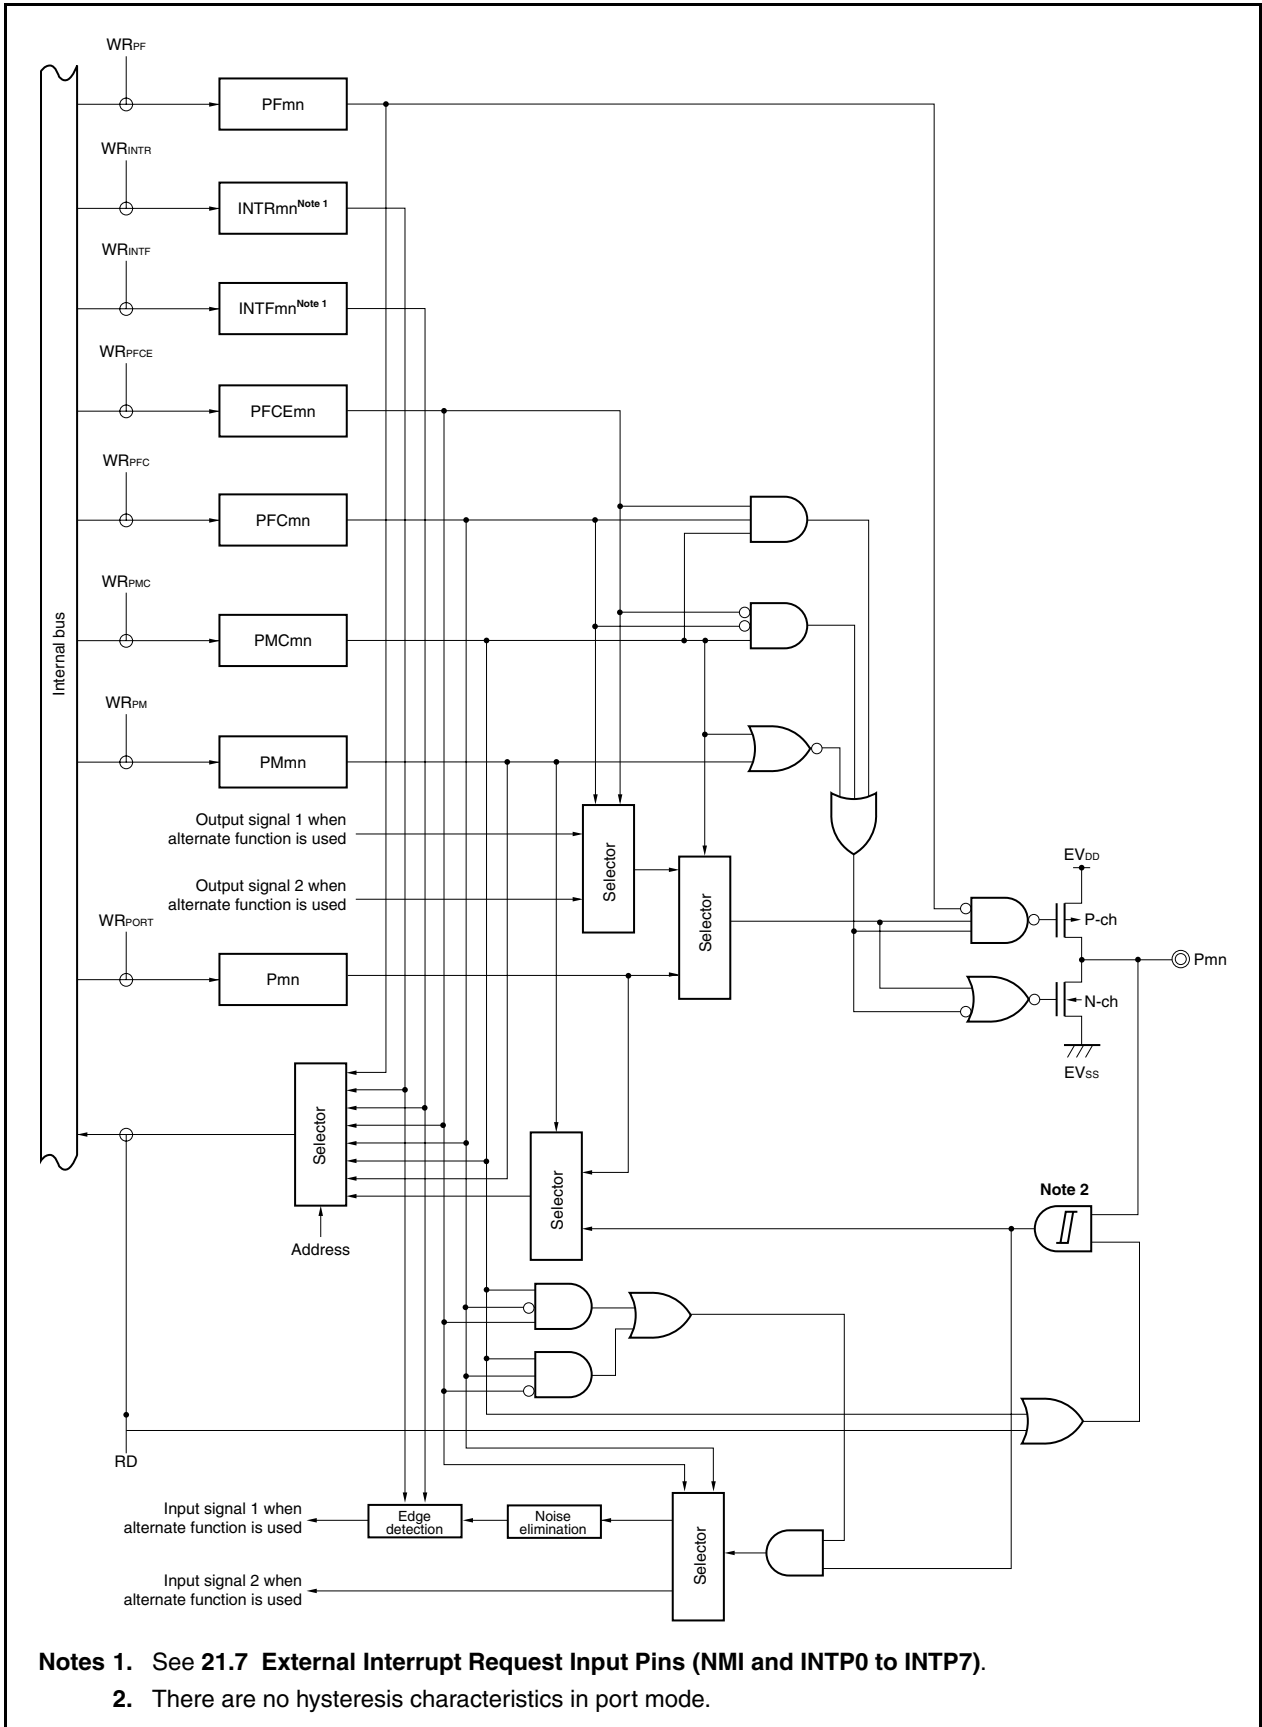 WRPF
PFmn
WRINTR
INTRmnNote 1
WRINTF
INTFmnNote 1
WRPFCE
PFCEmn
WRPFC
PFCmn
WRPMC
PMCmn
Internal bus
WRPM
PMmn
Output signal 1 when
alternate function is used
Output signal 2 when
alternate function is used
Selector
Selector
EVDD
P-ch
WRPORT
Pmn
Pmn
N-ch
EVSS
Selector
Address
Selector
Note 2
RD
Input signal 1 when
alternate function is used
Edge
detection
Noise
elimination
Selector
Input signal 2 when
alternate function is used
Notes 1. See 21.7 External Interrupt Request Input Pins (NMI and INTP0 to INTP7).
2. There are no hysteresis characteristics in port mode.